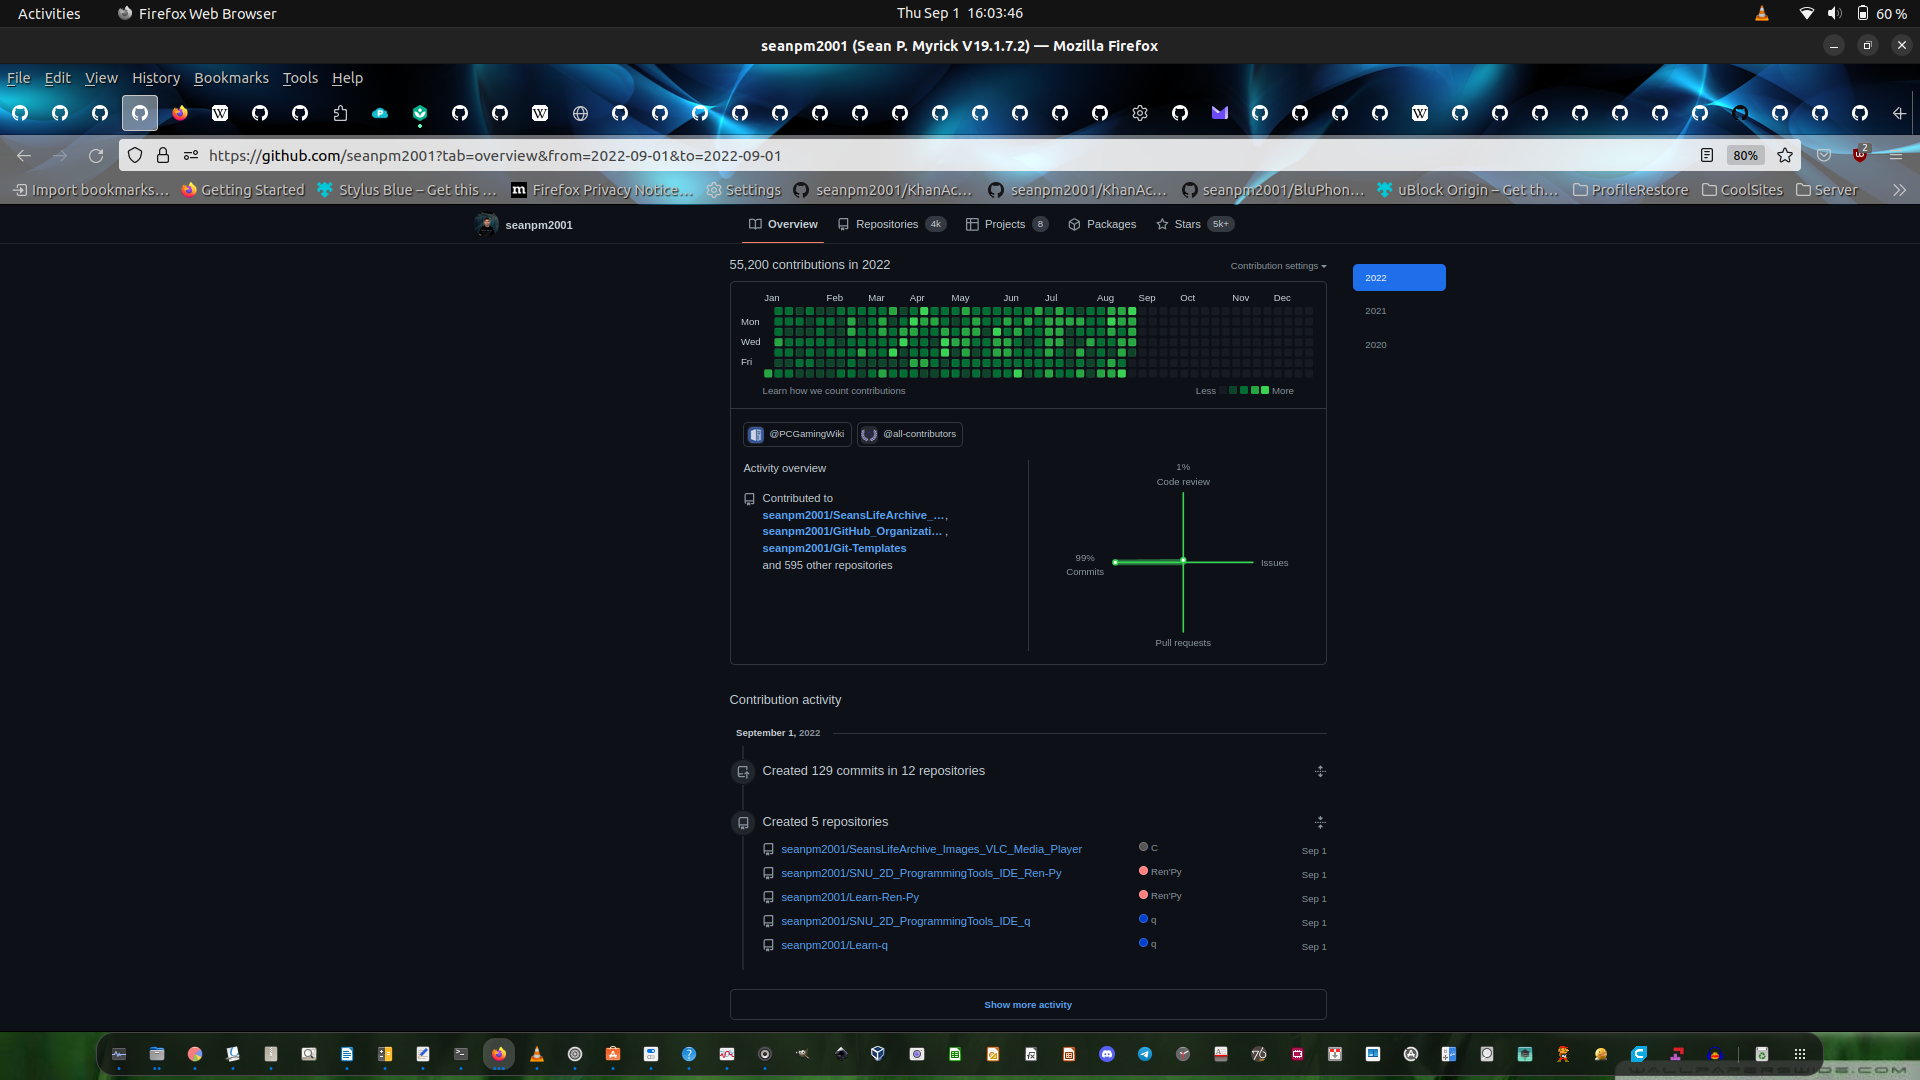 Activities
Firefox Web Browser
Thu Sep 1 16:03:46
60 %
seanpm2001 (Sean P. Myrick V19.1.7.2) — Mozilla Firefox
File Edit View History Bookmarks Tools Help
https://github.com/seanpm2001?tab=overview&from=2022-09-01&to=2022-09-01
80%
2
Import bookmarks…
Getting Started
Stylus Blue – Get this …
Firefox Privacy Notice…
Settings
seanpm2001/KhanAc…
seanpm2001/KhanAc…
seanpm2001/BluPhon…
uBlock Origin – Get th…
ProfileRestore
CoolSites
Server
seanpm2001
Overview
Repositories 4k
Projects 8
Packages
Stars 5k+
55,200 contributions in 2022
Contribution settings
2022
2021
2020
Jan Feb Mar Apr May Jun Jul Aug Sep Oct Nov Dec
Mon
Wed
Fri
Learn how we count contributions
Less
More
@PCGamingWiki
@all-contributors
Activity overview
Contributed to
seanpm2001/SeansLifeArchive_…,
seanpm2001/GitHub_Organizati… ,
seanpm2001/Git-Templates
and 595 other repositories
1%
Code review
99%
Commits
Issues
Pull requests
Contribution activity
September 1, 2022
Created 129 commits in 12 repositories
Created 5 repositories
seanpm2001/SeansLifeArchive_Images_VLC_Media_Player C Sep 1
seanpm2001/SNU_2D_ProgrammingTools_IDE_Ren-Py Ren'Py Sep 1
seanpm2001/Learn-Ren-Py Ren'Py Sep 1
seanpm2001/SNU_2D_ProgrammingTools_IDE_q q Sep 1
seanpm2001/Learn-q q Sep 1
Show more activity
76
WALLPAPERSWIDE.COM